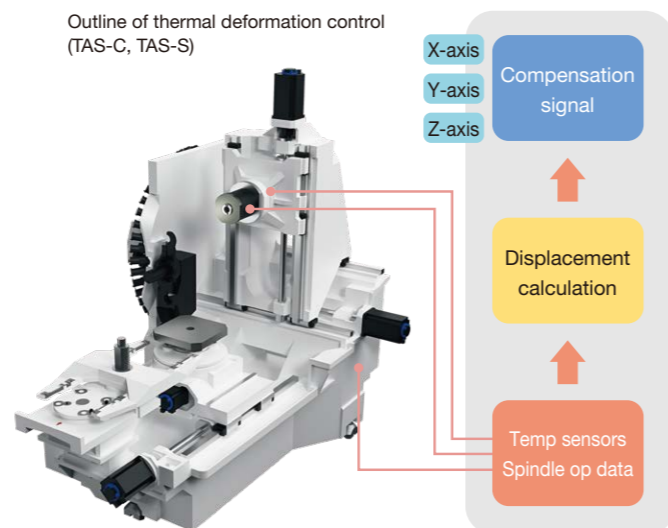 Outline of thermal deformation control
(TAS-C, TAS-S)
X-axis
Y-axis
Z-axis
Compensation
signal
Displacement
calculation
Temp sensors
Spindle op data